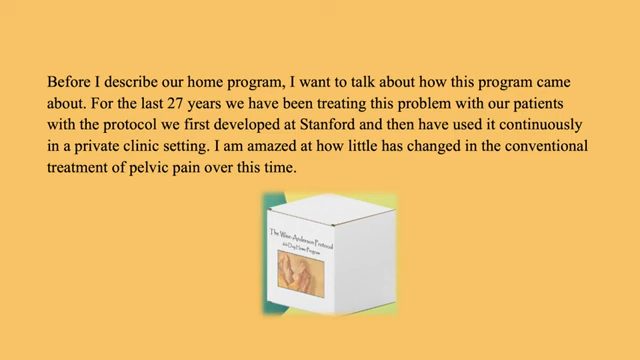 Before I describe our home program, I want to talk about how this program came
about. For the last 27 years we have been treating this problem with our patients
with the protocol we first developed at Stanford and then have used it continuously
in a private clinic setting. I am amazed at how little has changed in the conventional
treatment of pelvic pain over this time.
The Wise-Anderson Protocol
Home Program